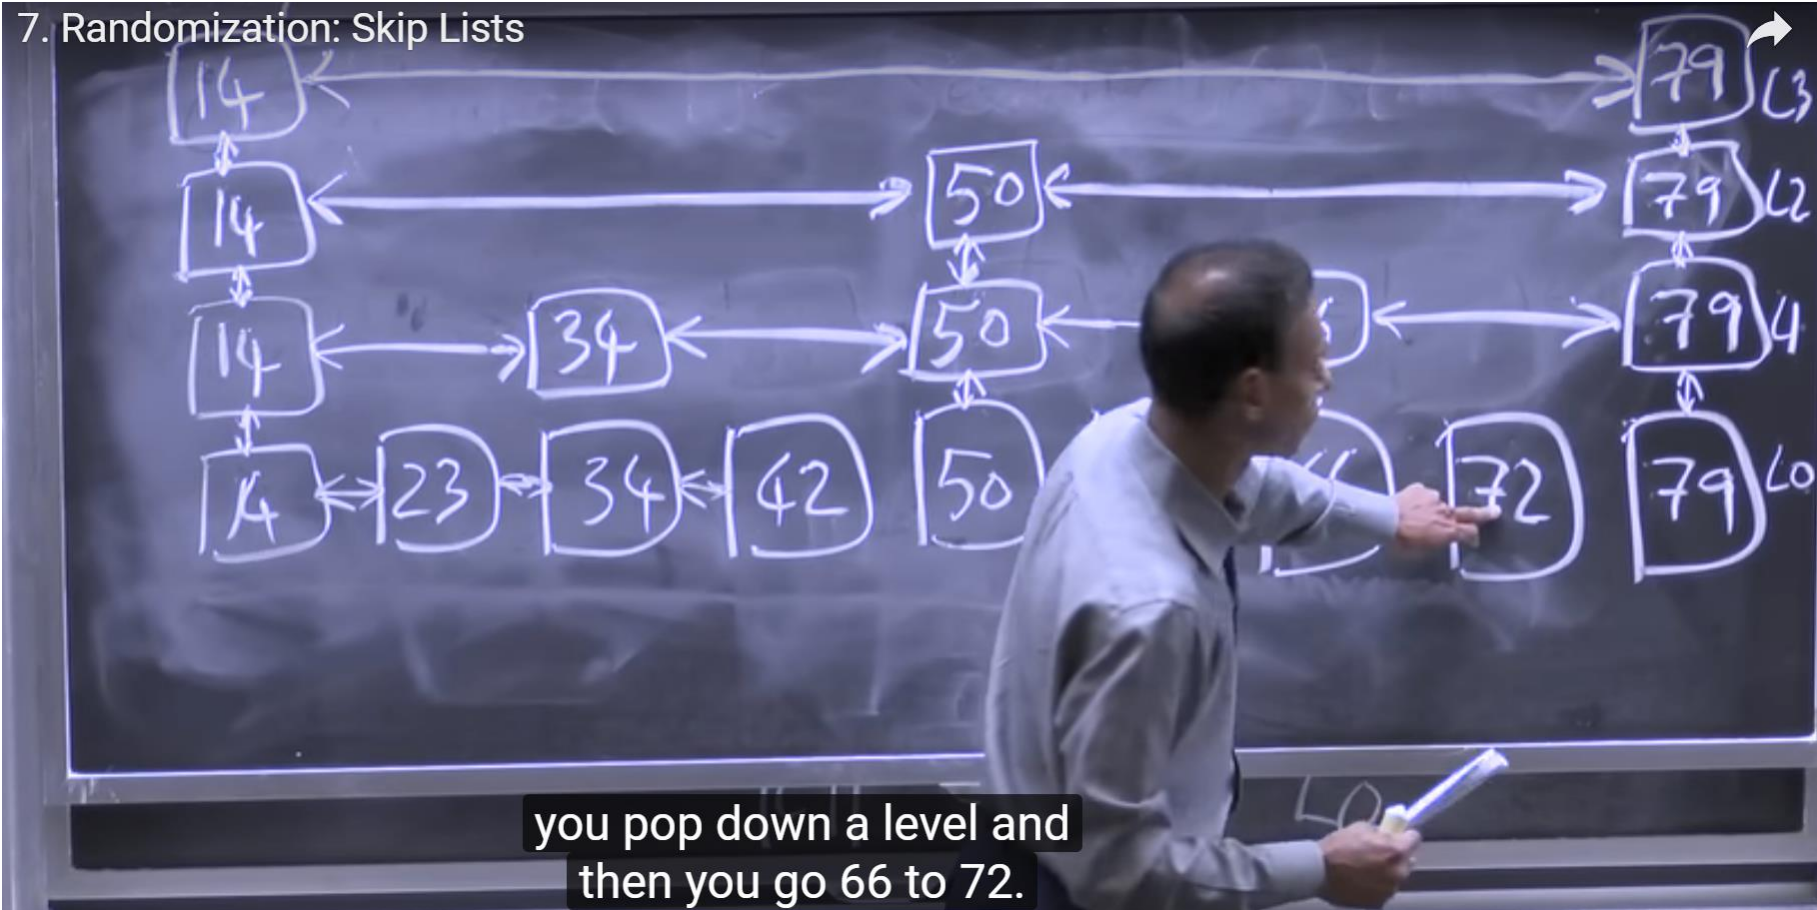 7. Randomization: Skip Lists
14 79 L3
14 50 79 L2
14 34 50 79 L1
14 23 34 42 50 72 79 L0
L0
you pop down a level and
then you go 66 to 72.